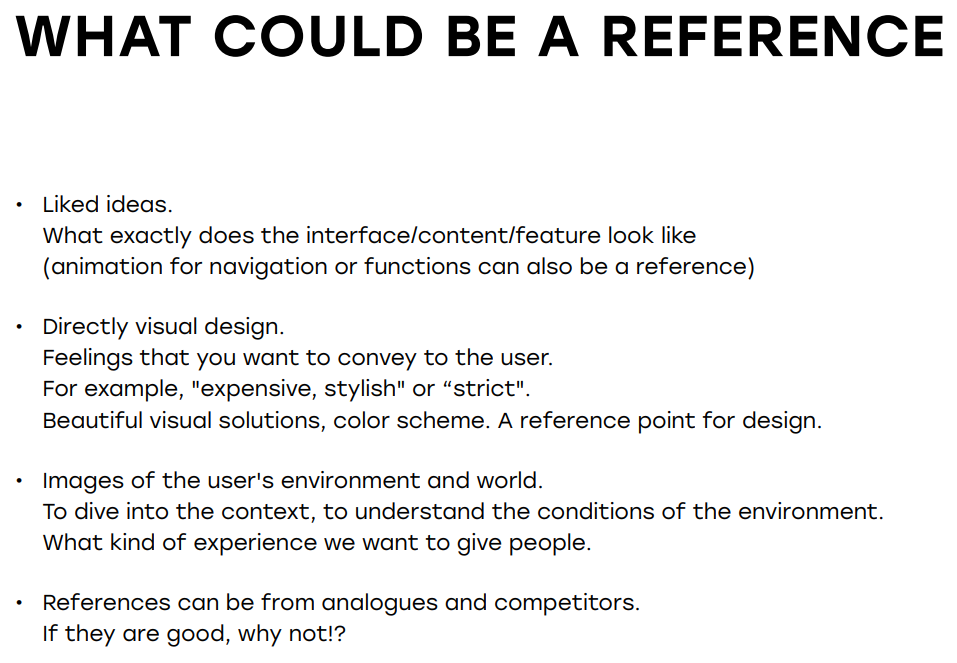 WHAT COULD BE A REFERENCE
• Liked ideas.
What exactly does the interface/content/feature look like
(animation for navigation or functions can also be a reference)
• Directly visual design.
Feelings that you want to convey to the user.
For example, "expensive, stylish" or “strict".
Beautiful visual solutions, color scheme. A reference point for design.
• Images of the user's environment and world.
To dive into the context, to understand the conditions of the environment.
What kind of experience we want to give people.
• References can be from analogues and competitors.
If they are good, why not!?